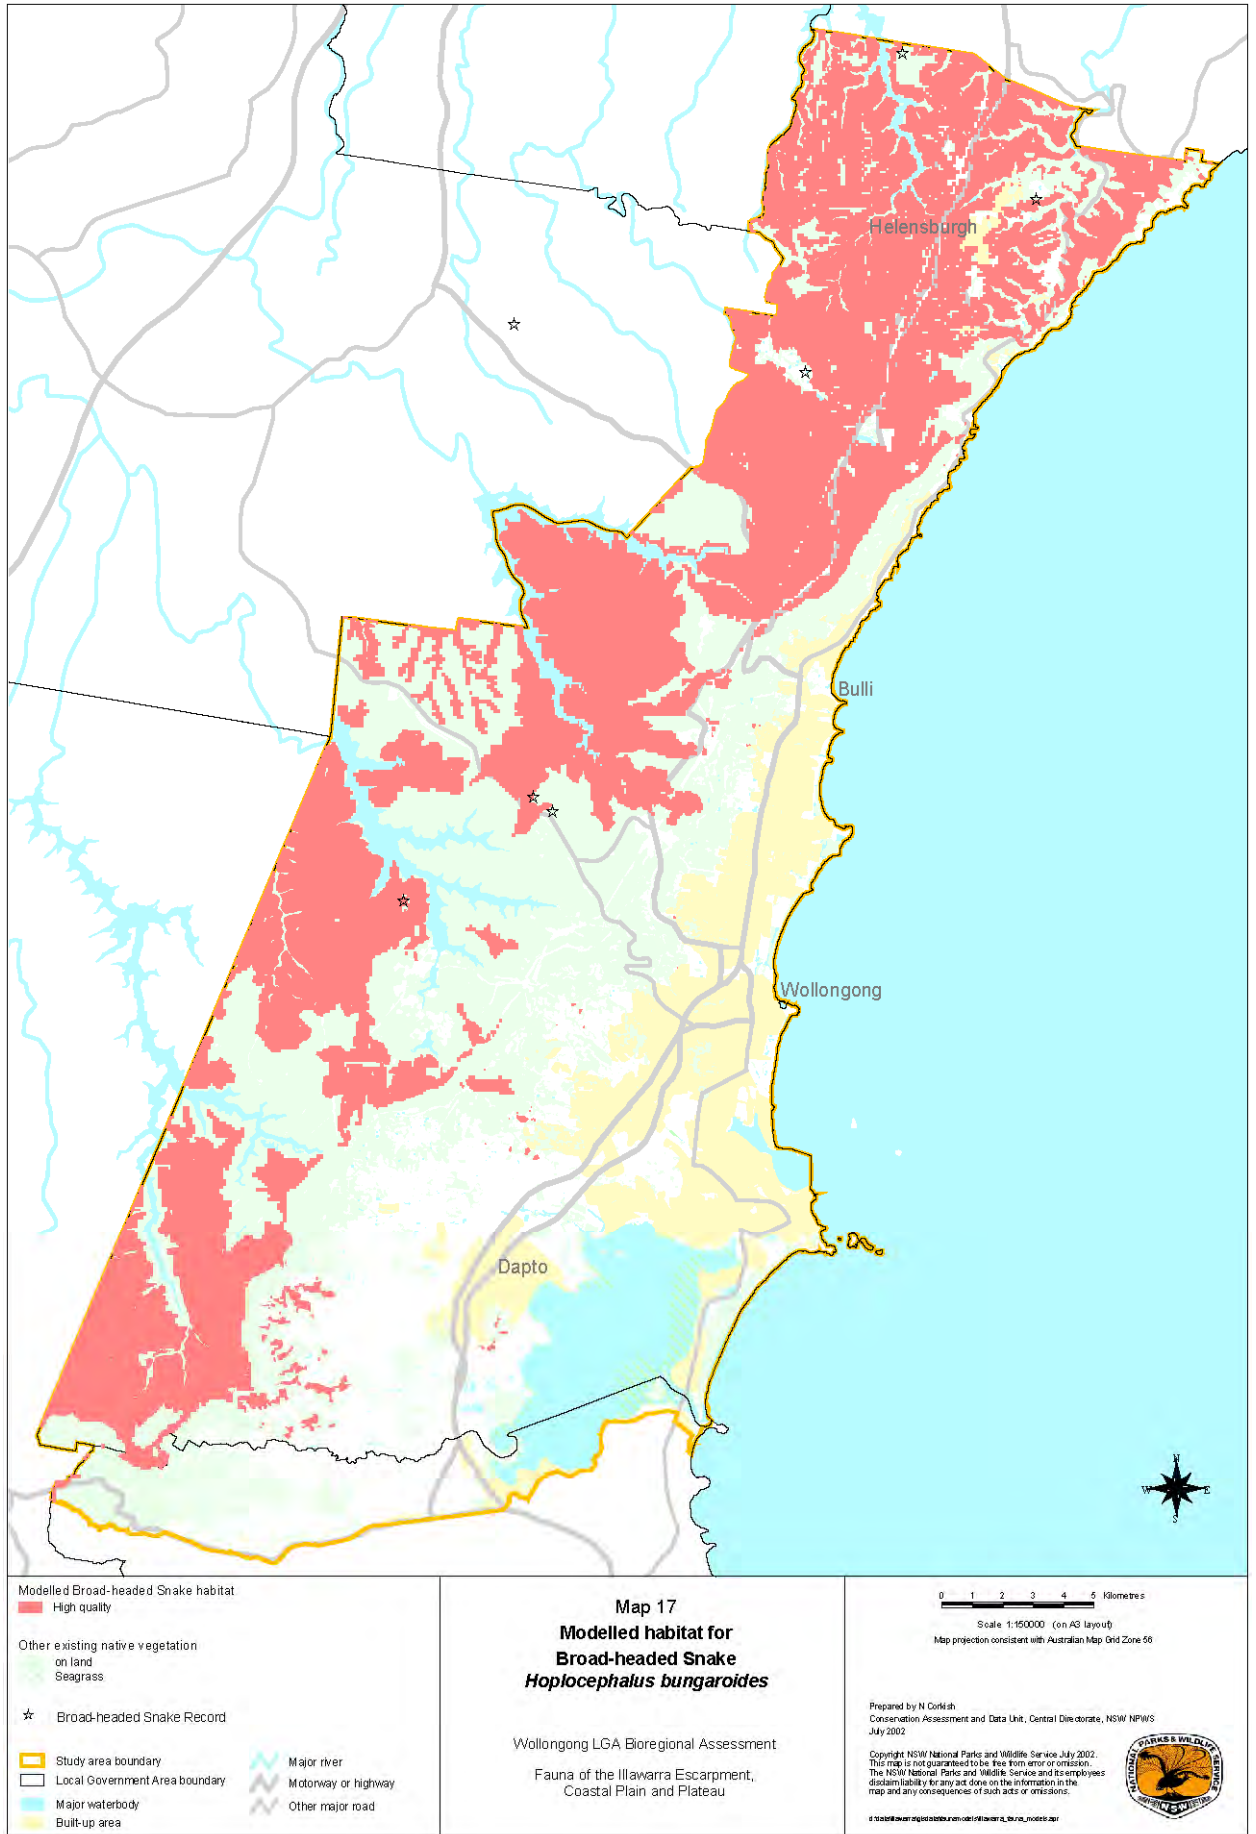 Helensburgh
Bulli
Wollongong
Dapto
N
W E
S
Modelled Broad-headed Snake habitat
High quality
Other existing native vegetation
on land
Seagrass
Broad-headed Snake Record
Study area boundary
Local Government Area boundary
Major waterbody
Built-up area
Major river
Motorway or highway
Other major road
Map 17
Modelled habitat for
Broad-headed Snake
Hoplocephalus bungaroides
Wollongong LGA Bioregional Assessment
Fauna of the Illawarra Escarpment,
Coastal Plain and Plateau
0 1 2 3 4 5 Kilometres
Scale 1:150000 (on A3 layout)
Map projection consistent with Australian Map Grid Zone 56
Prepared by N Corkish
Conservation Assessment and Data Unit, Central Directorate, NSW NPWS
July 2002
Copyright NSW National Parks and Wildlife Service July 2002.
This map is not guaranteed to be free from error or omission.
The NSW National Parks and Wildlife Service and its employees
disclaim liability for any act done on the information in the
map and any consequences of such acts or omissions.
NATIONAL PARKS & WILDLIFE SERVICE
NSW